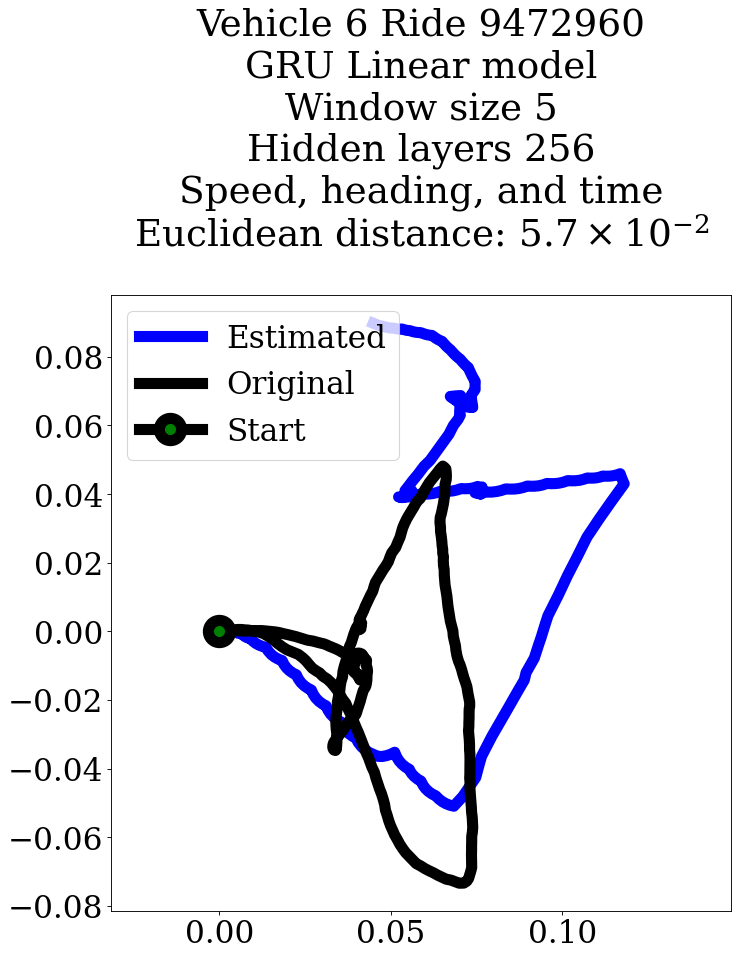 Vehicle 6 Ride 9472960
GRU Linear model
Window size 5
Hidden layers 256
Speed, heading, and time
Euclidean distance: 5.7 × 10⁻²
Estimated
Original
Start
0.08
0.06
0.04
0.02
0.00
−0.02
−0.04
−0.06
−0.08
0.00 0.05 0.10